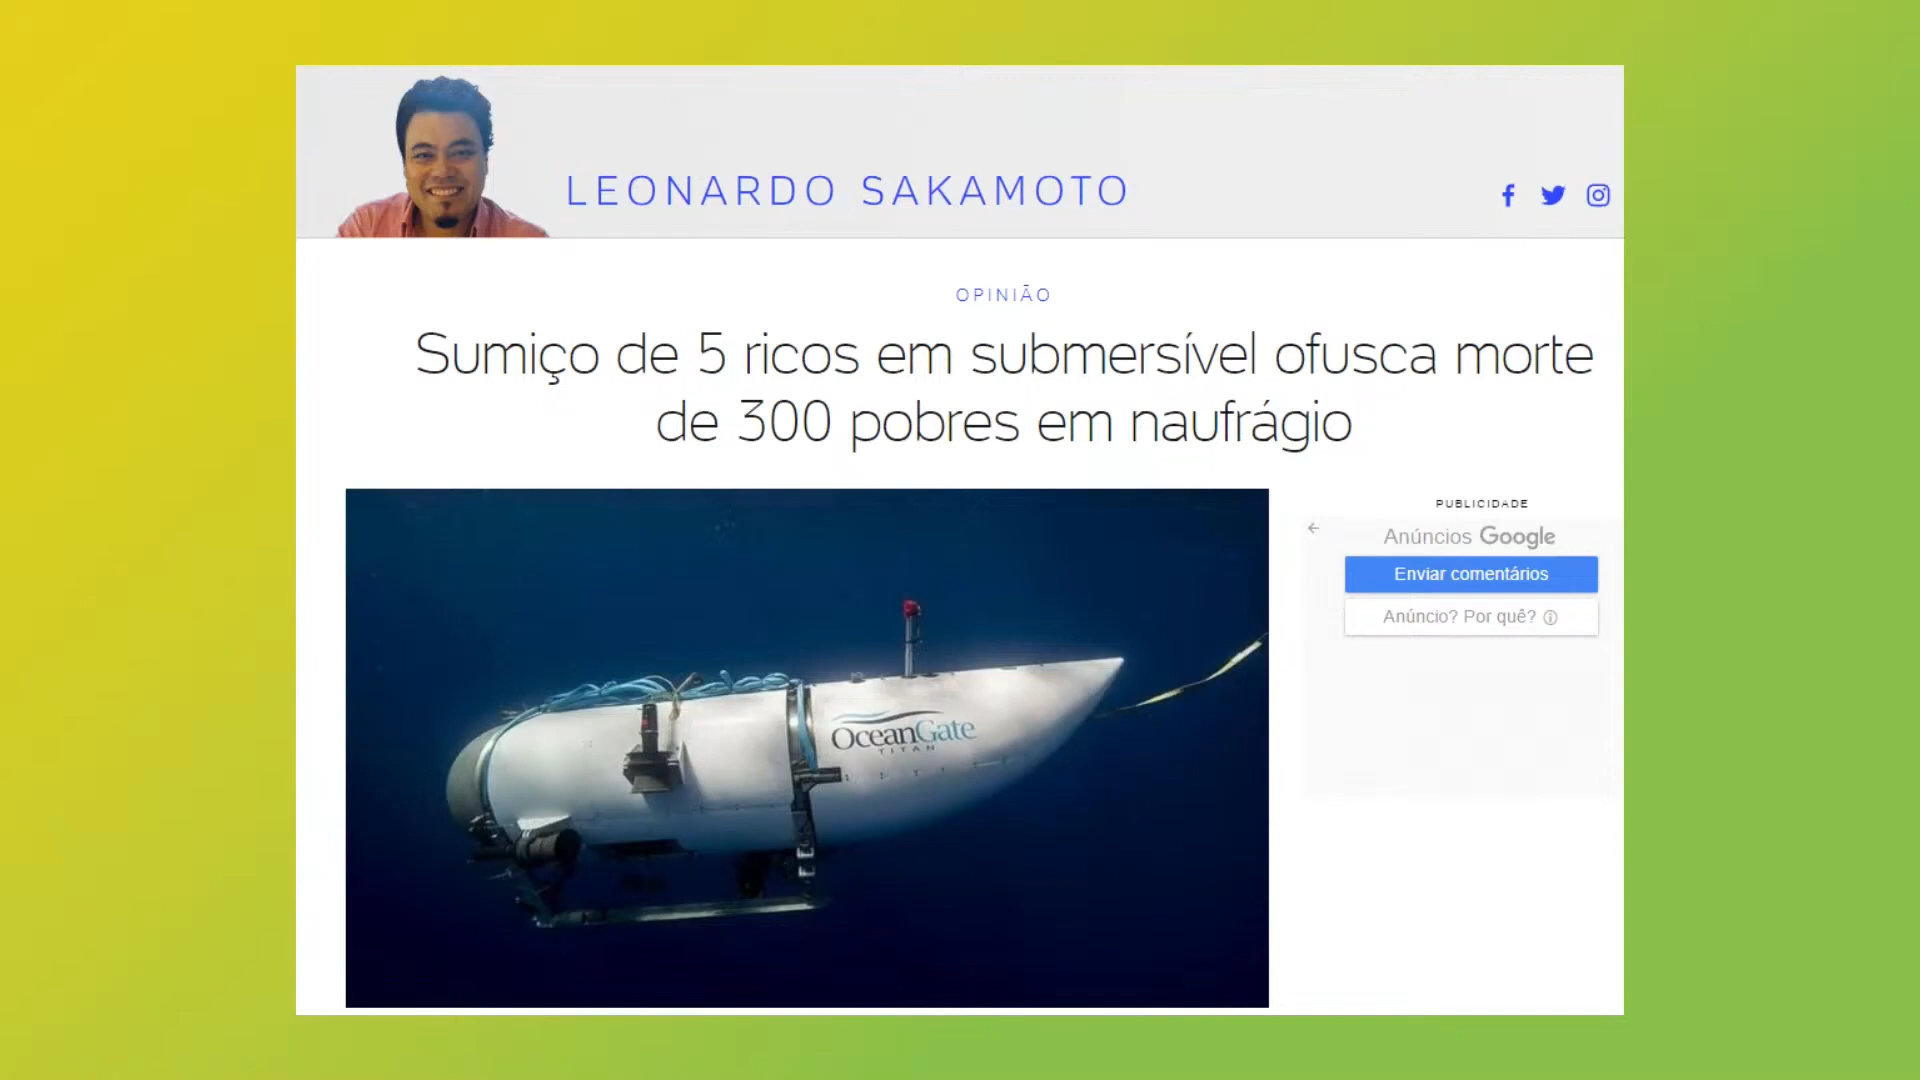 LEONARDO SAKAMOTO
OPINIÃO
Sumiço de 5 ricos em submersível ofusca morte
de 300 pobres em naufrágio
PUBLICIDADE
Anúncios Google
Enviar comentários
Anúncio? Por quê?
OceanGate
TITAN